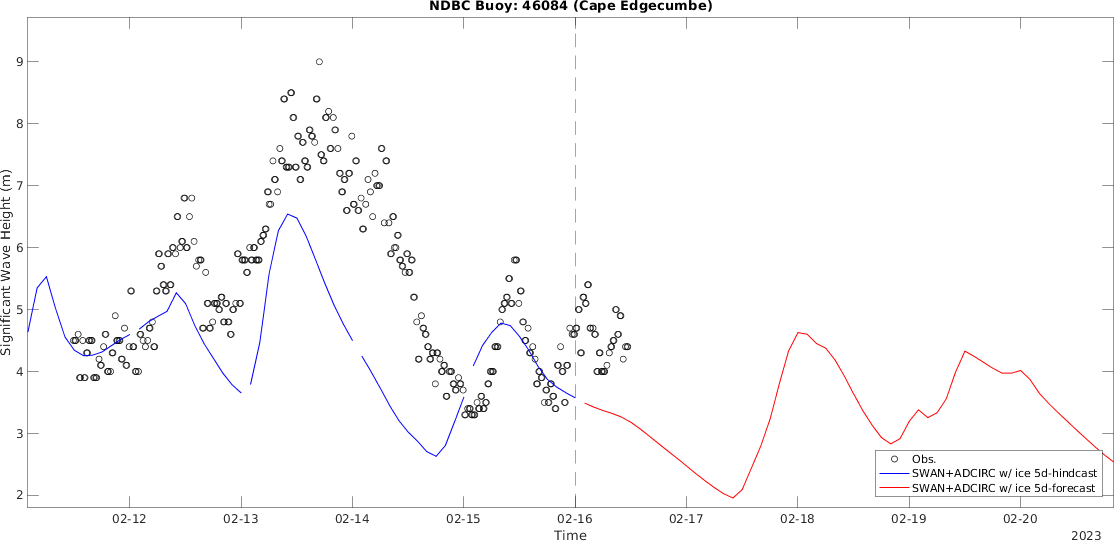 NDBC Buoy: 46084 (Cape Edgecumbe)
Significant Wave Height (m)
9
8
7
6
5
4
3
2
Obs.
SWAN+ADCIRC w/ ice 5d-hindcast
SWAN+ADCIRC w/ ice 5d-forecast
02-12 02-13 02-14 02-15 02-16 02-17 02-18 02-19 02-20
Time
2023